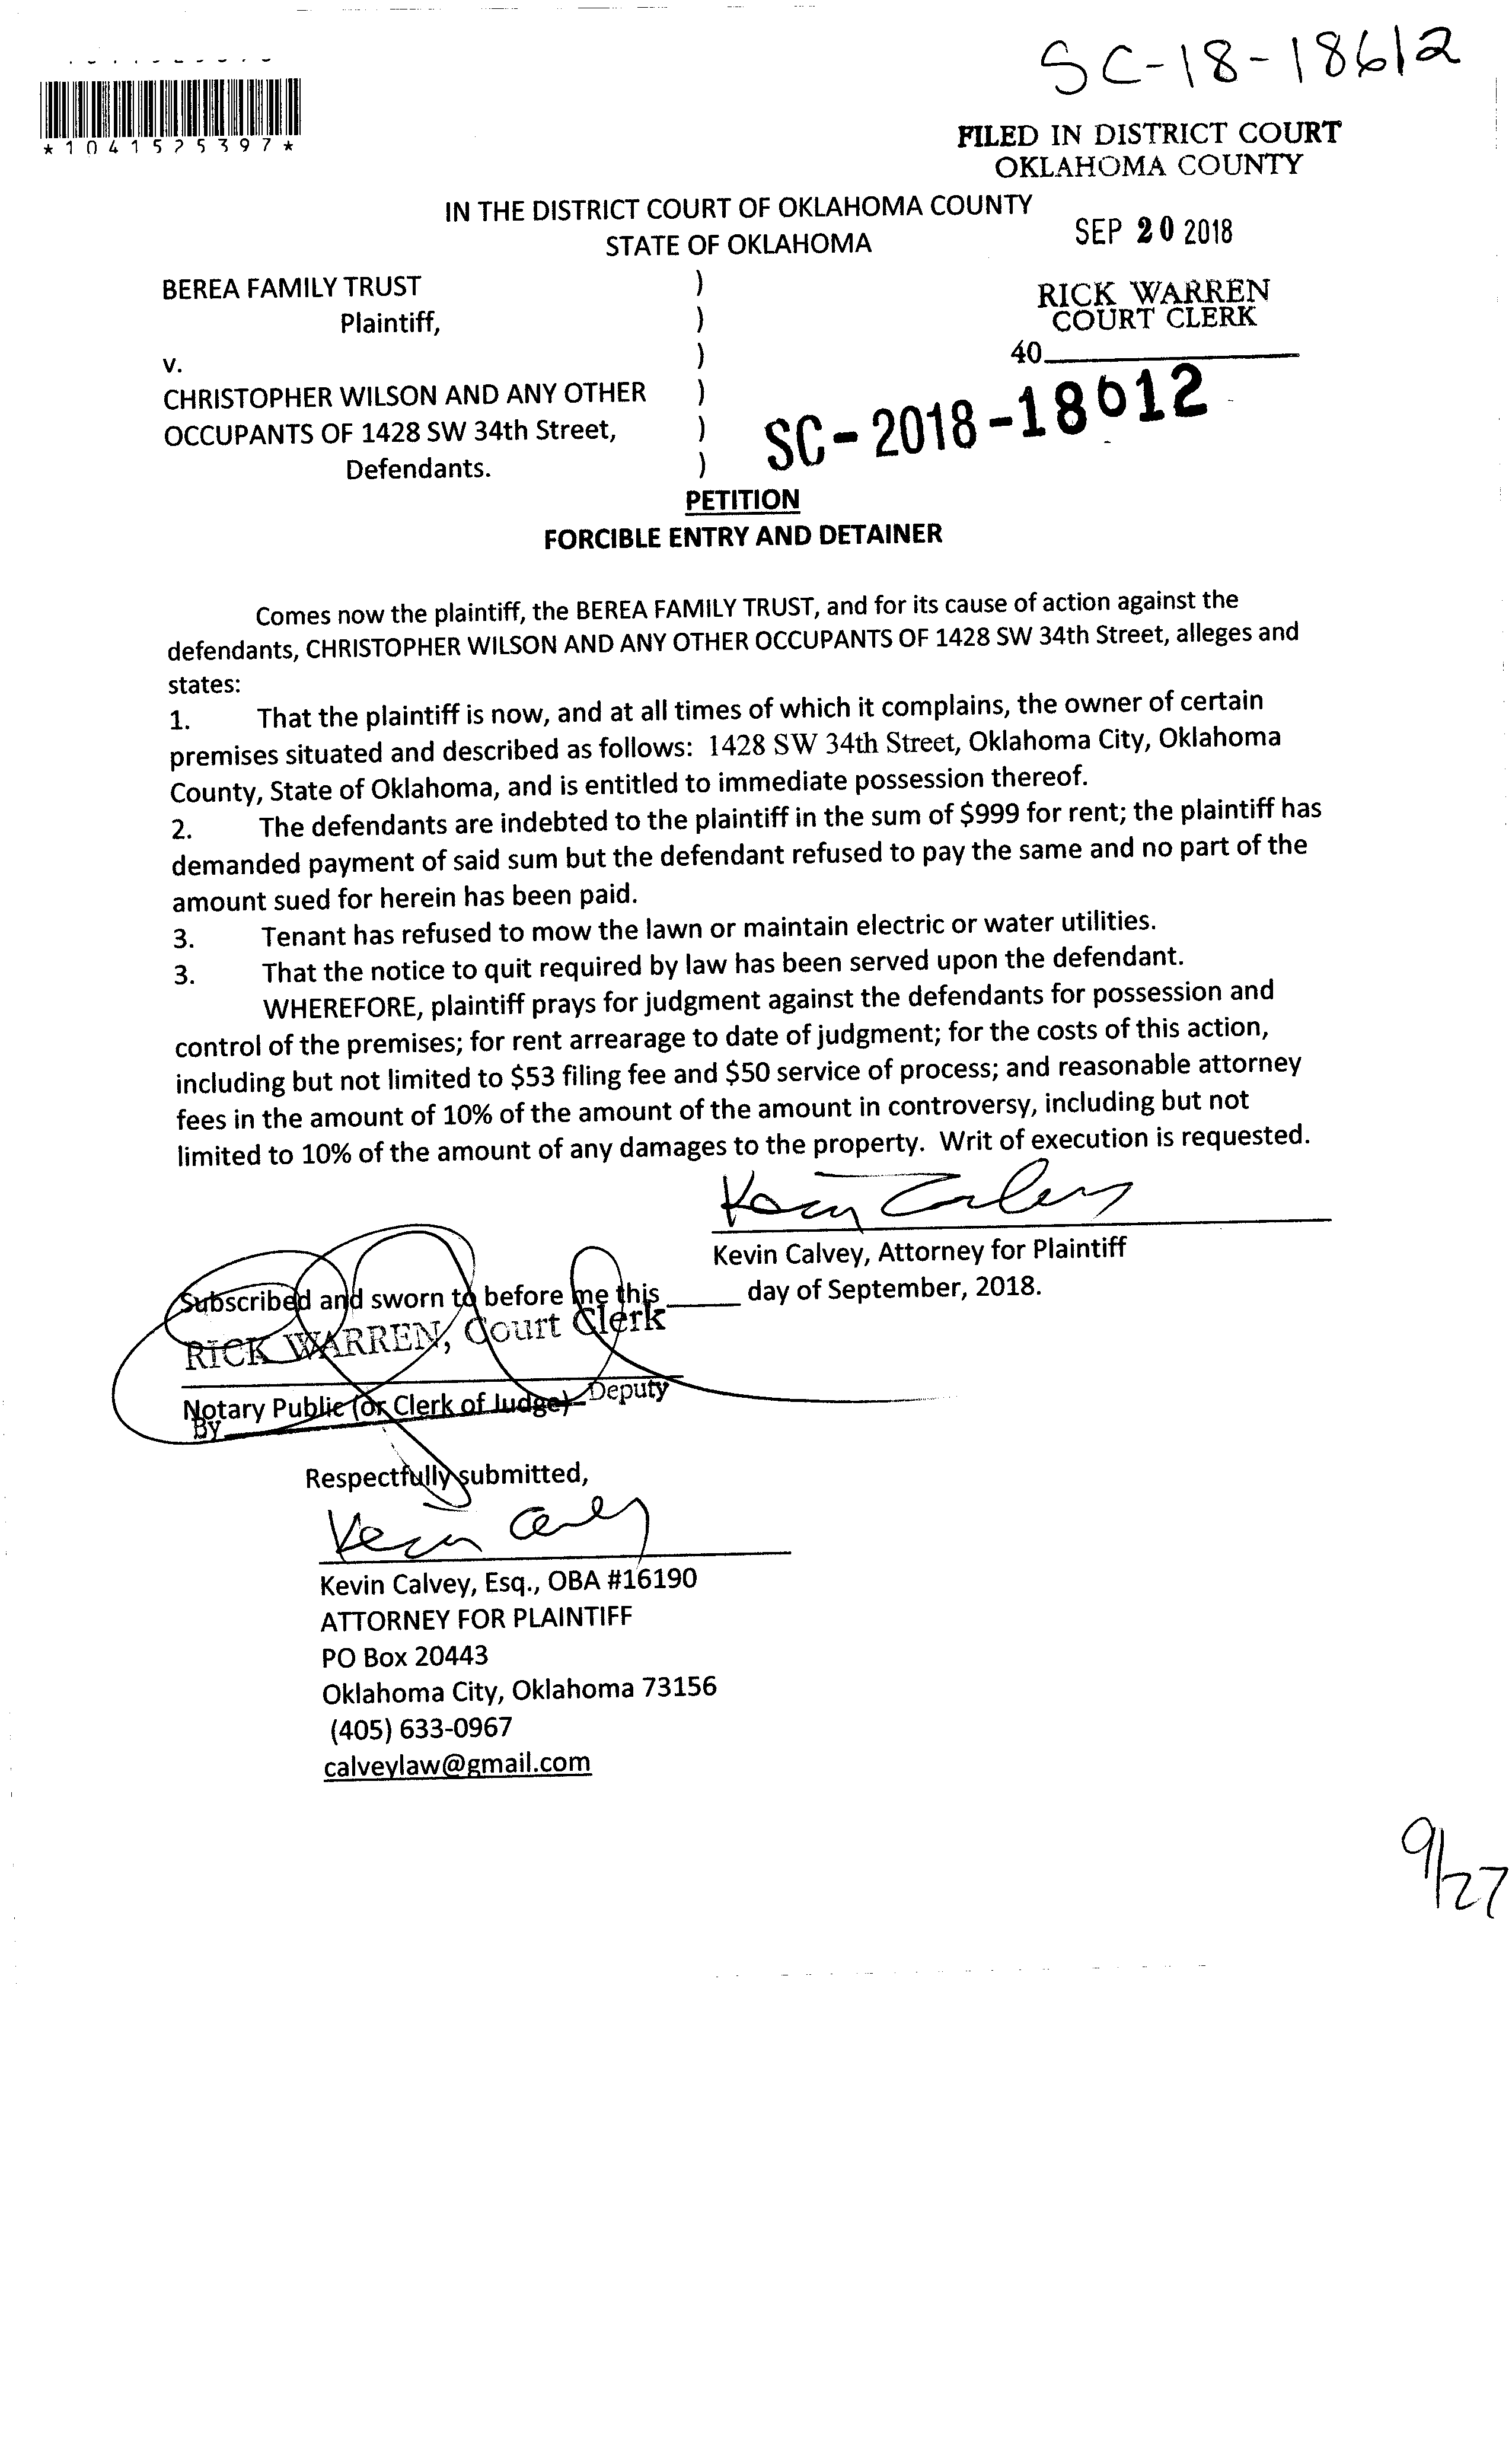 SC-18-18612
*1041525397*
FILED IN DISTRICT COURT
OKLAHOMA COUNTY
IN THE DISTRICT COURT OF OKLAHOMA COUNTY
STATE OF OKLAHOMA
SEP 20 2018
RICK WARREN
COURT CLERK
40
BEREA FAMILY TRUST )
Plaintiff, )
v. )
CHRISTOPHER WILSON AND ANY OTHER )
OCCUPANTS OF 1428 SW 34th Street, )
Defendants. )
SC-2018-18612
PETITION
FORCIBLE ENTRY AND DETAINER
Comes now the plaintiff, the BEREA FAMILY TRUST, and for its cause of action against the
defendants, CHRISTOPHER WILSON AND ANY OTHER OCCUPANTS OF 1428 SW 34th Street, alleges and
states:
1. That the plaintiff is now, and at all times of which it complains, the owner of certain
premises situated and described as follows: 1428 SW 34th Street, Oklahoma City, Oklahoma
County, State of Oklahoma, and is entitled to immediate possession thereof.
2. The defendants are indebted to the plaintiff in the sum of $999 for rent; the plaintiff has
demanded payment of said sum but the defendant refused to pay the same and no part of the
amount sued for herein has been paid.
3. Tenant has refused to mow the lawn or maintain electric or water utilities.
3. That the notice to quit required by law has been served upon the defendant.
WHEREFORE, plaintiff prays for judgment against the defendants for possession and
control of the premises; for rent arrearage to date of judgment; for the costs of this action,
including but not limited to $53 filing fee and $50 service of process; and reasonable attorney
fees in the amount of 10% of the amount of the amount in controversy, including but not
limited to 10% of the amount of any damages to the property. Writ of execution is requested.
Kevin Calvey
Kevin Calvey, Attorney for Plaintiff
Subscribed and sworn to before me this _____ day of September, 2018.
RICK WARREN, Court Clerk
Notary Public (or Clerk of Judge)
By Deputy
Respectfully submitted,
Kevin Calvey
Kevin Calvey, Esq., OBA #16190
ATTORNEY FOR PLAINTIFF
PO Box 20443
Oklahoma City, Oklahoma 73156
(405) 633-0967
calveylaw@gmail.com
9/27